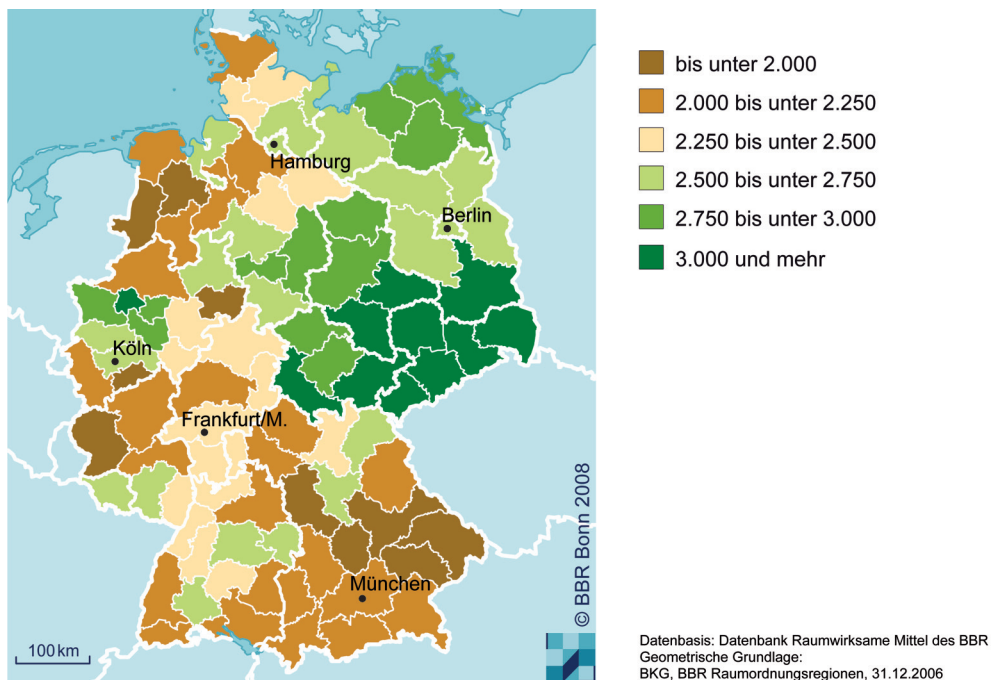 bis unter 2.000
2.000 bis unter 2.250
2.250 bis unter 2.500
2.500 bis unter 2.750
2.750 bis unter 3.000
3.000 und mehr
Hamburg
Berlin
Köln
Frankfurt/M.
München
100 km
© BBR Bonn 2008
Datenbasis: Datenbank Raumwirksame Mittel des BBR
Geometrische Grundlage:
BKG, BBR Raumordnungsregionen, 31.12.2006